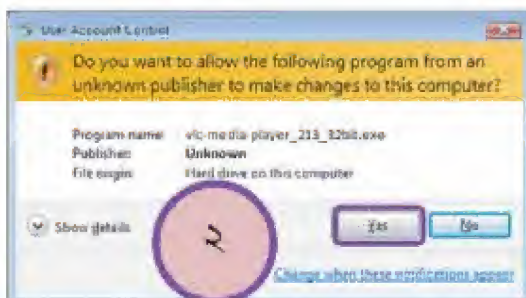 User Account Control
Do you want to allow the following program from an
unknown publisher to make changes to this computer?
Program name: vlc-media-player_213_32bit.exe
Publisher: Unknown
File origin: Hard drive on this computer
Show details
२
Yes
No
Change when these notifications appear